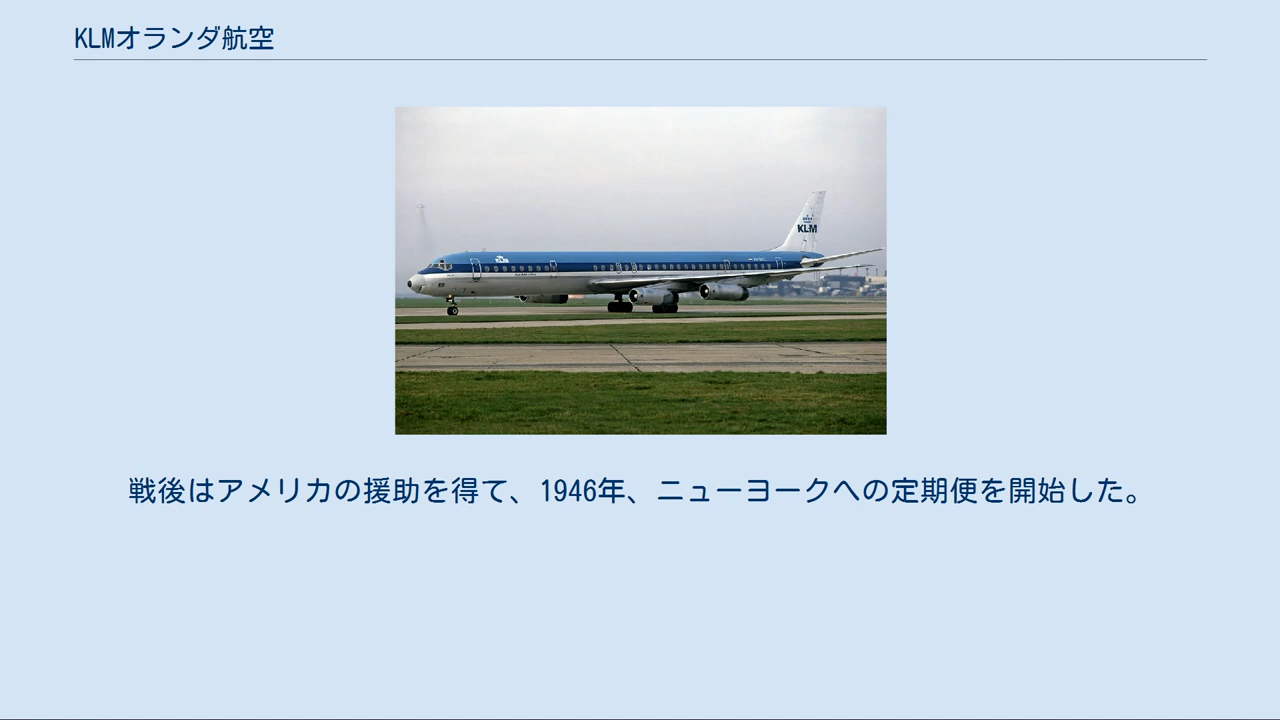 KLMオランダ航空
KLM
戦後はアメリカの援助を得て、1946年、ニューヨークへの定期便を開始した。